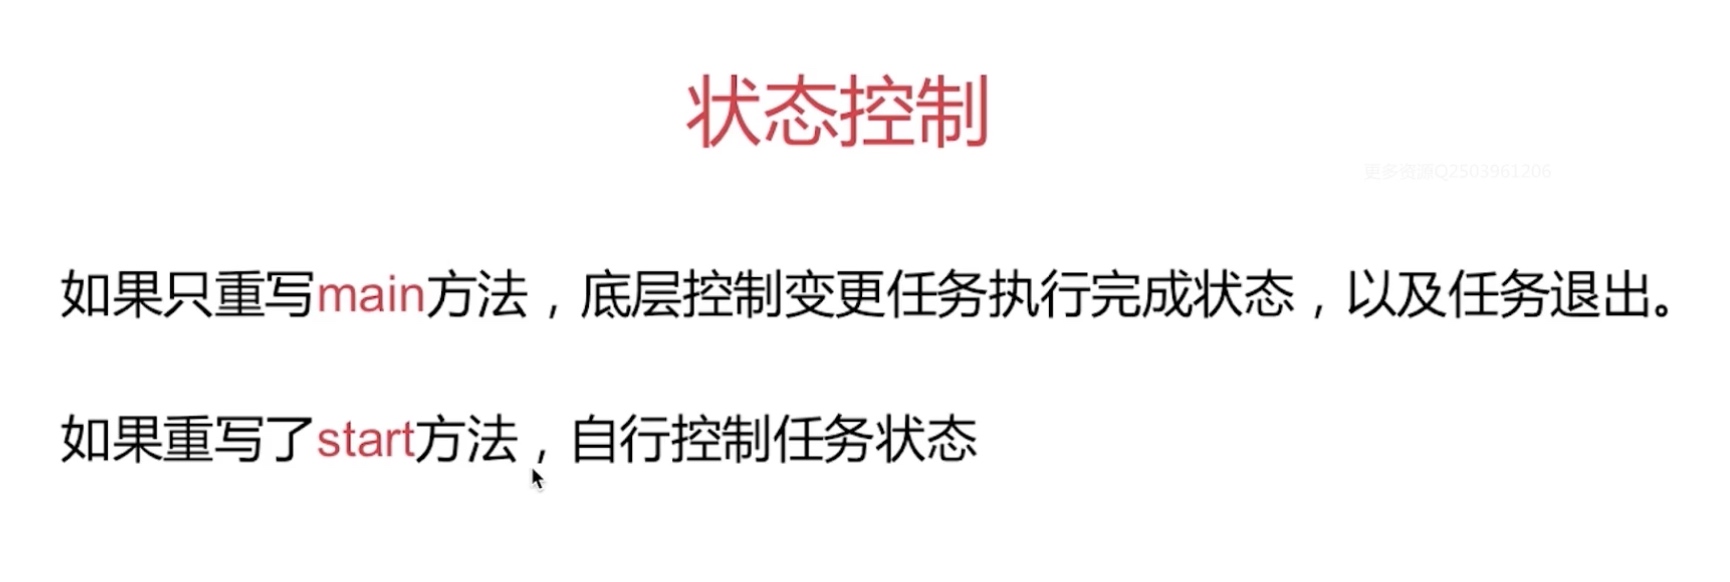 状态控制
更多资源Q2503961206
如果只重写main方法，底层控制变更任务执行完成状态，以及任务退出。
如果重写了start方法，自行控制任务状态